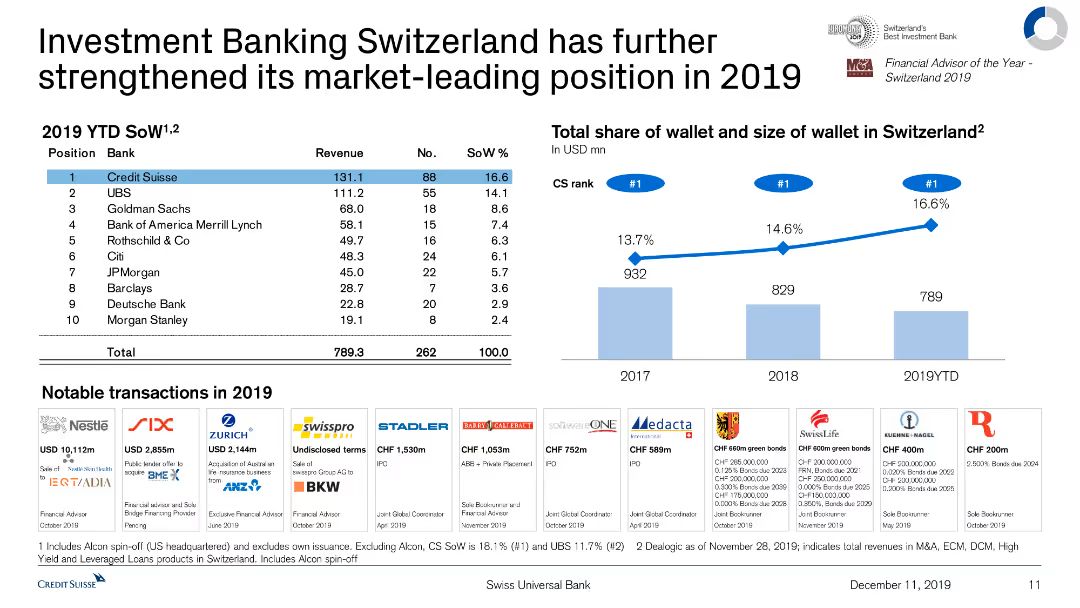 Investment Banking Switzerland has further
strengthened its market-leading position in 2019
Switzerland's
Best Investment Bank
M&A
Financial Advisor of the Year -
Switzerland 2019
2019 YTD SoW1,2
Position Bank Revenue No. SoW %
1 Credit Suisse 131.1 88 16.6
2 UBS 111.2 55 14.1
3 Goldman Sachs 68.0 18 8.6
4 Bank of America Merrill Lynch 58.1 15 7.4
5 Rothschild & Co 49.7 16 6.3
6 Citi 48.3 24 6.1
7 JPMorgan 45.0 22 5.7
8 Barclays 28.7 7 3.6
9 Deutsche Bank 22.8 20 2.9
10 Morgan Stanley 19.1 8 2.4
Total 789.3 262 100.0
Total share of wallet and size of wallet in Switzerland2
In USD mn
CS rank #1 #1 #1
13.7% 14.6% 16.6%
932 829 789
2017 2018 2019YTD
Notable transactions in 2019
Nestlé
USD 10,112m
Sale of Nestlé Skin Health
to EQT/ADIA
Financial Advisor
October 2019
SIX
USD 2,855m
Public tender offer to
acquire BME X
Financial advisor and Sole
Bridge Financing Provider
Pending
ZURICH
USD 2,144m
Acquisition of Australian
life insurance business
from ANZ
Exclusive Financial Advisor
June 2019
swisspro
Undisclosed terms
Sale of
swisspro Group AG to
BKW
Financial Advisor
October 2019
STADLER
CHF 1,530m
IPO
Joint Global Coordinator
April 2019
BARRY CALLEBAUT
CHF 1,053m
ABB + Private Placement
Sole Bookrunner and
Financial Advisor
November 2019
SOFTWAREONE
CHF 752m
IPO
Joint Global Coordinator
October 2019
Medacta
International
CHF 589m
IPO
Joint Global Coordinator
April 2019
CHF 660m green bonds
CHF 285,000,000
0.125% Bonds due 2023
CHF 200,000,000
0.300% Bonds due 2039
CHF 175,000,000
0.000% Bonds due 2028
Joint Bookrunner
October 2019
SwissLife
CHF 600m green bonds
CHF 200,000,000
FRN, Bonds due 2021
CHF 250,000,000
0.000% Bonds due 2025
CHF150,000,000
0.350%, Bonds due 2029
Joint Bookrunner
November 2019
KUEHNE+NAGEL
CHF 400m
CHF 200,000,000
0.020% Bonds due 2022
CHF 200,000,000
0.200% Bonds due 2025
Sole Bookrunner
May 2019
R
CHF 200m
2.500% Bonds due 2024
Sole Bookrunner
October 2019
1 Includes Alcon spin-off (US headquartered) and excludes own issuance. Excluding Alcon, CS SoW is 18.1% (#1) and UBS 11.7% (#2) 2 Dealogic as of November 28, 2019; indicates total revenues in M&A, ECM, DCM, High
Yield and Leveraged Loans products in Switzerland. Includes Alcon spin-off
CREDIT SUISSE Swiss Universal Bank December 11, 2019 11